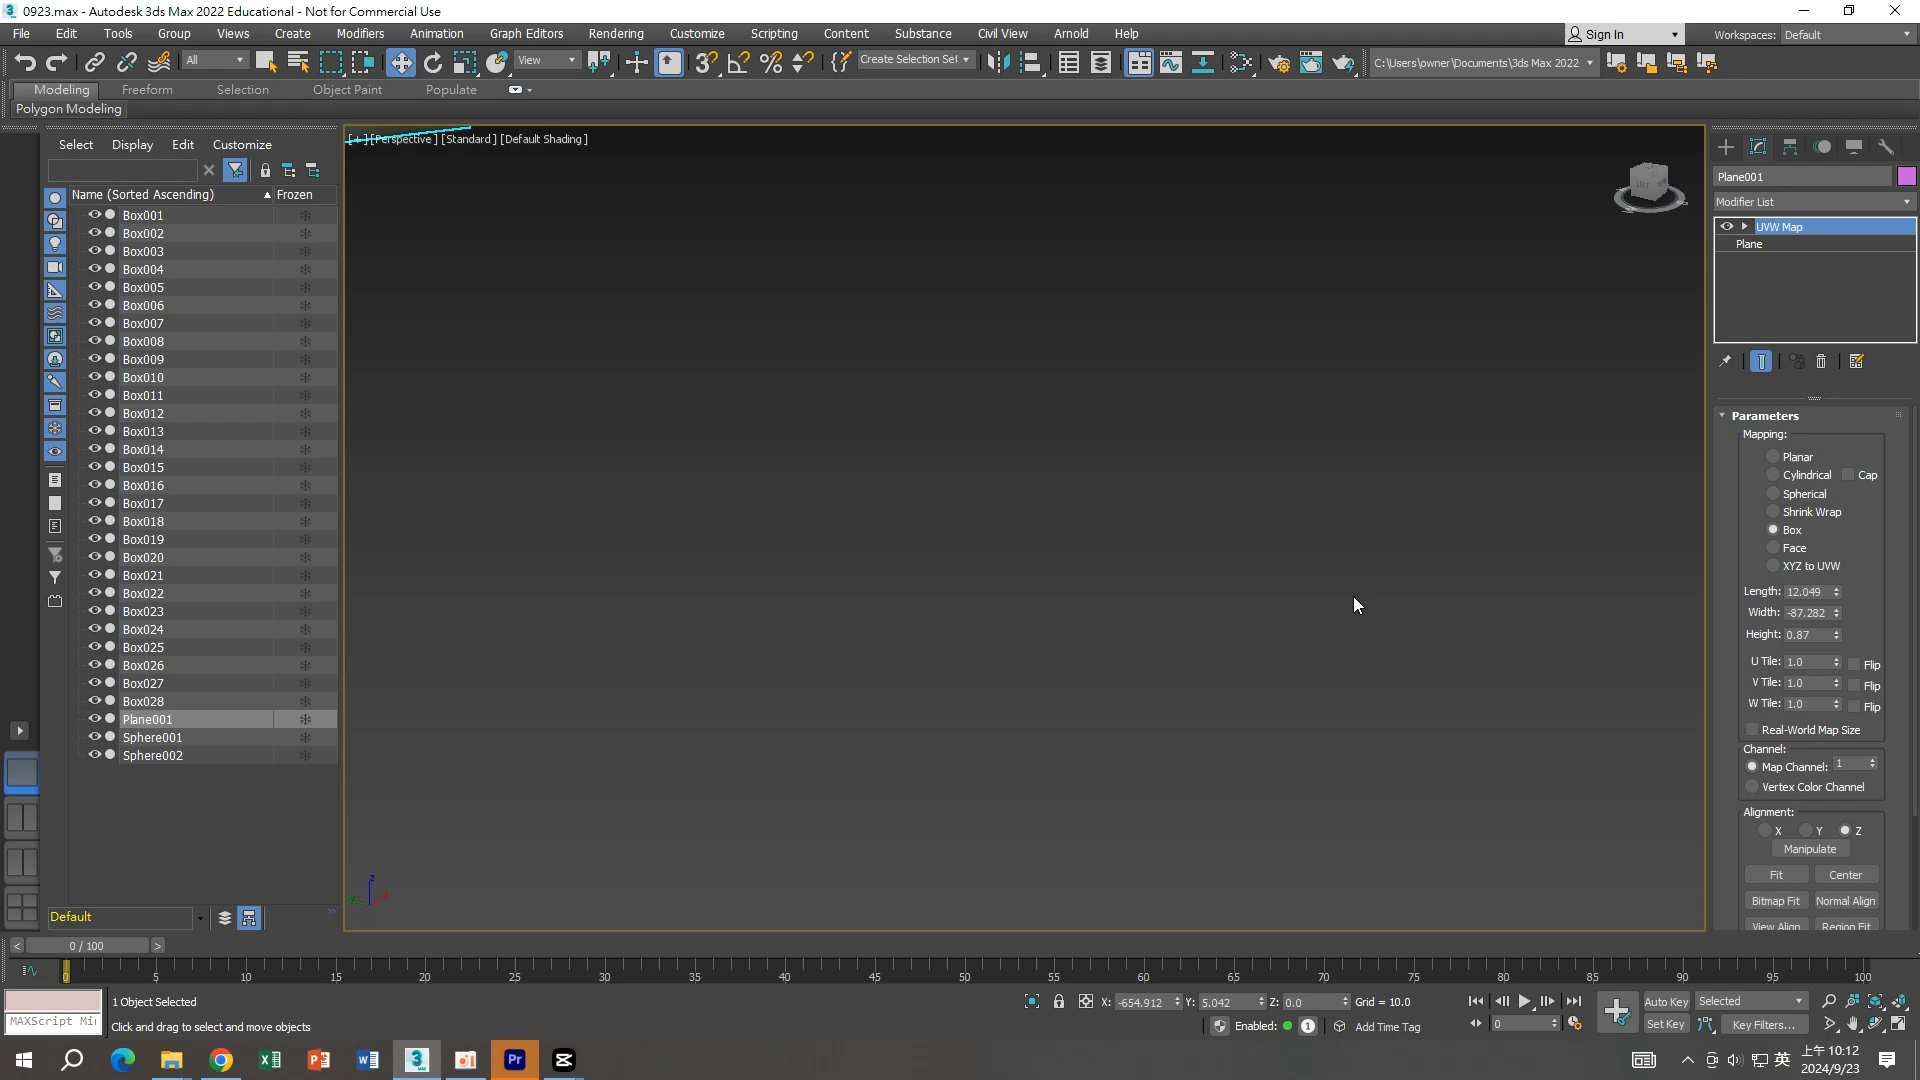 0923.max - Autodesk 3ds Max 2022 Educational - Not for Commercial Use
File Edit Tools Group Views Create Modifiers Animation Graph Editors Rendering Customize Scripting Content Substance Civil View Arnold Help
Sign In
Workspaces: Default
All
View
Create Selection Set
C:\Users\owner\Documents\3ds Max 2022
Modeling Freeform Selection Object Paint Populate
Polygon Modeling
Select Display Edit Customize
Name (Sorted Ascending) Frozen
Box001
Box002
Box003
Box004
Box005
Box006
Box007
Box008
Box009
Box010
Box011
Box012
Box013
Box014
Box015
Box016
Box017
Box018
Box019
Box020
Box021
Box022
Box023
Box024
Box025
Box026
Box027
Box028
Plane001
Sphere001
Sphere002
Default
[+] [Perspective] [Standard] [Default Shading]
z
Plane001
Modifier List
UVW Map
Plane
Parameters
Mapping:
Planar
Cylindrical Cap
Spherical
Shrink Wrap
Box
Face
XYZ to UVW
Length: 12.049
Width: -87.282
Height: 0.87
U Tile: 1.0 Flip
V Tile: 1.0 Flip
W Tile: 1.0 Flip
Real-World Map Size
Channel:
Map Channel: 1
Vertex Color Channel
Alignment:
X Y Z
Manipulate
Fit Center
Bitmap Fit Normal Align
View Align Region Fit
< 0 / 100 >
0 5 10 15 20 25 30 35 40 45 50 55 60 65 70 75 80 85 90 95 100
1 Object Selected
MAXScript Mi
Click and drag to select and move objects
X: -654.912 Y: 5.042 Z: 0.0 Grid = 10.0
Enabled: 1 Add Time Tag
0
Auto Key Selected
Set Key Key Filters...
英
上午 10:12
2024/9/23